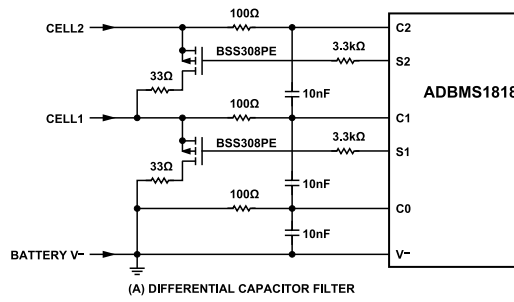 100Ω
CELL2
C2
BSS308PE
3.3kΩ
S2
33Ω
10nF
ADBMS1818
100Ω
CELL1
C1
BSS308PE
3.3kΩ
S1
33Ω
10nF
100Ω
C0
10nF
BATTERY V–
V–
(A) DIFFERENTIAL CAPACITOR FILTER